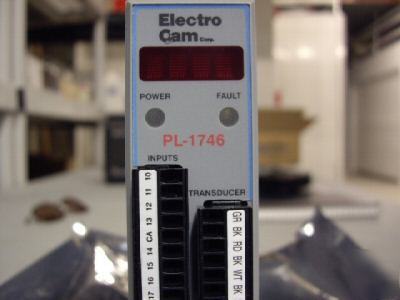 Electro
Cam Corp.
POWER FAULT
PL-1746
INPUTS
TRANSDUCER
10
11
12
13
CA
14
15
16
17
GR
BK
RD
BK
WT
BK